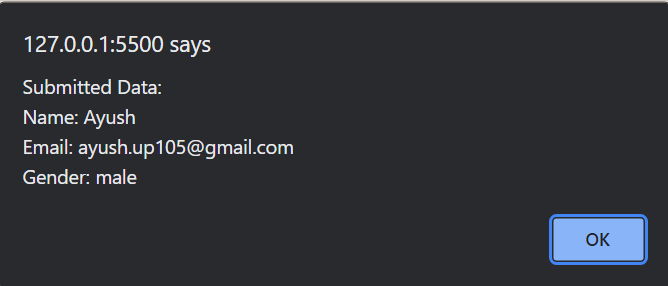 127.0.0.1:5500 says
Submitted Data:
Name: Ayush
Email: ayush.up105@gmail.com
Gender: male
OK